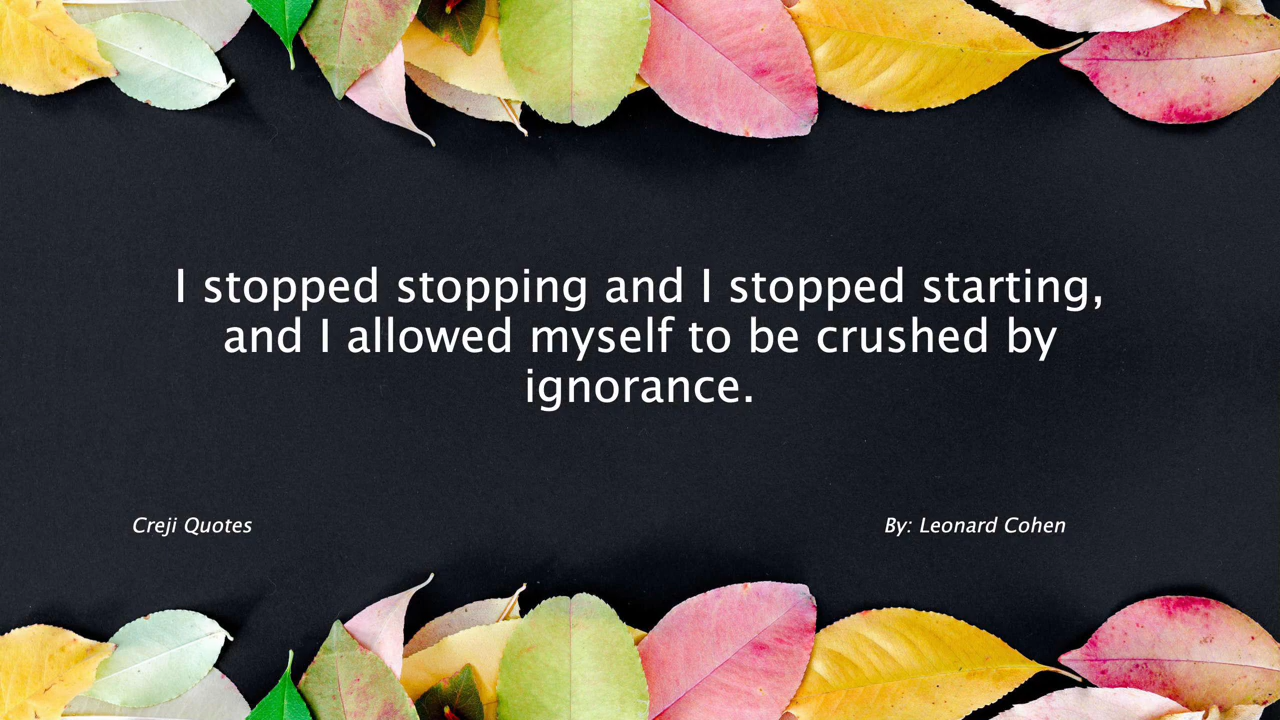 I stopped stopping and I stopped starting,
and I allowed myself to be crushed by
ignorance.
Creji Quotes
By: Leonard Cohen